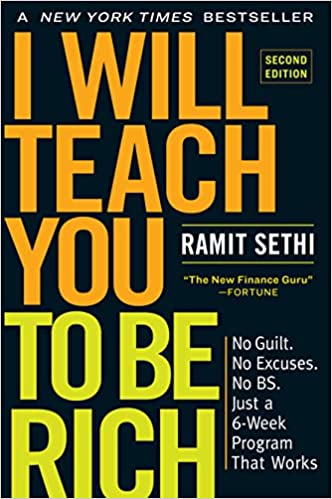 A NEW YORK TIMES BESTSELLER
I WILL
TEACH
YOU
TO BE
RICH
SECOND
EDITION
RAMIT SETHI
“The New Finance Guru”
—FORTUNE
No Guilt.
No Excuses.
No BS.
Just a
6-Week
Program
That Works